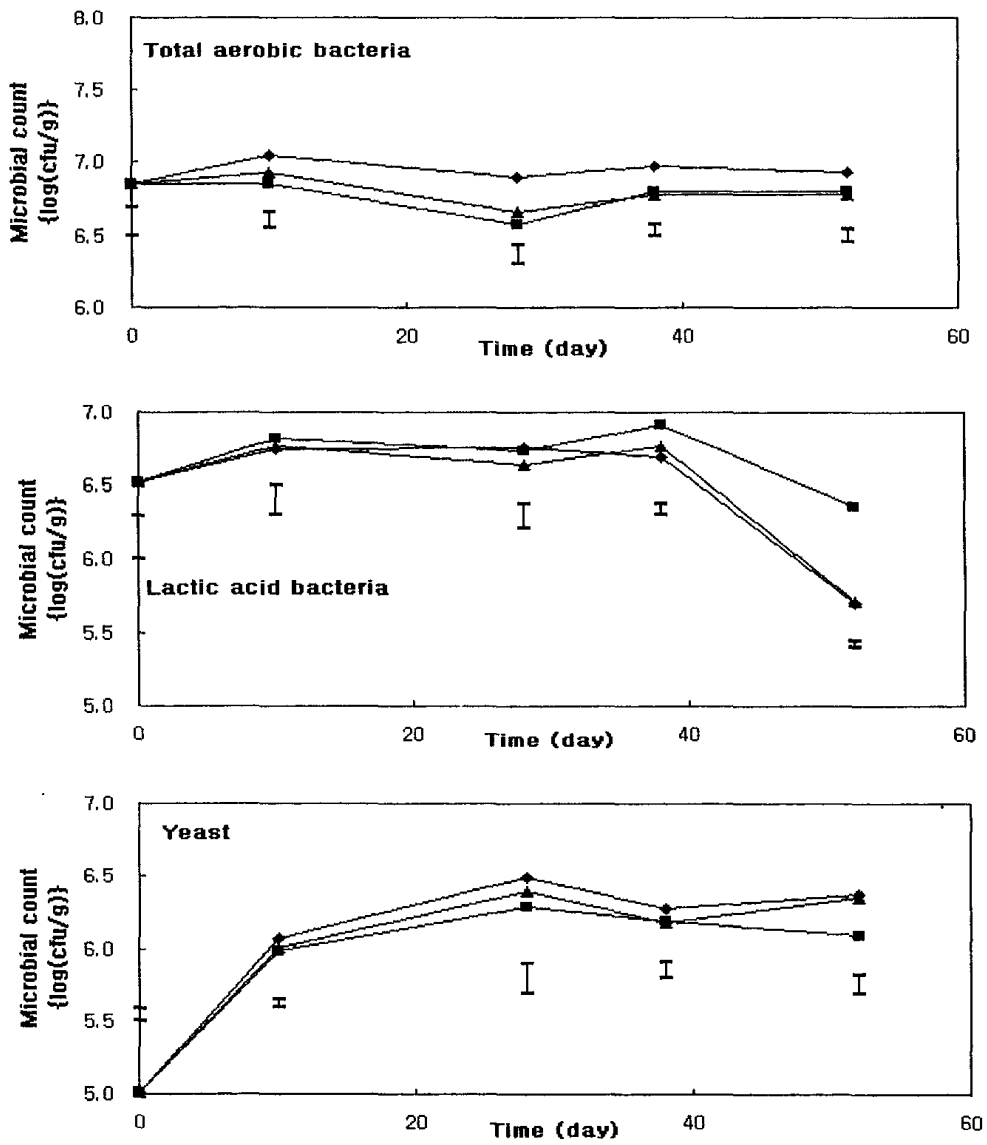 8.0
Total aerobic bacteria
7.5
7.0
6.5
6.0
Microbial count
{log(cfu/g)}
0 20 40 60
Time (day)
7.0
6.5
6.0
Lactic acid bacteria
5.5
5.0
Microbial count
{log(cfu/g)}
0 20 40 60
Time (day)
7.0
Yeast
6.5
6.0
5.5
5.0
Microbial count
{log(cfu/g)}
0 20 40 60
Time (day)